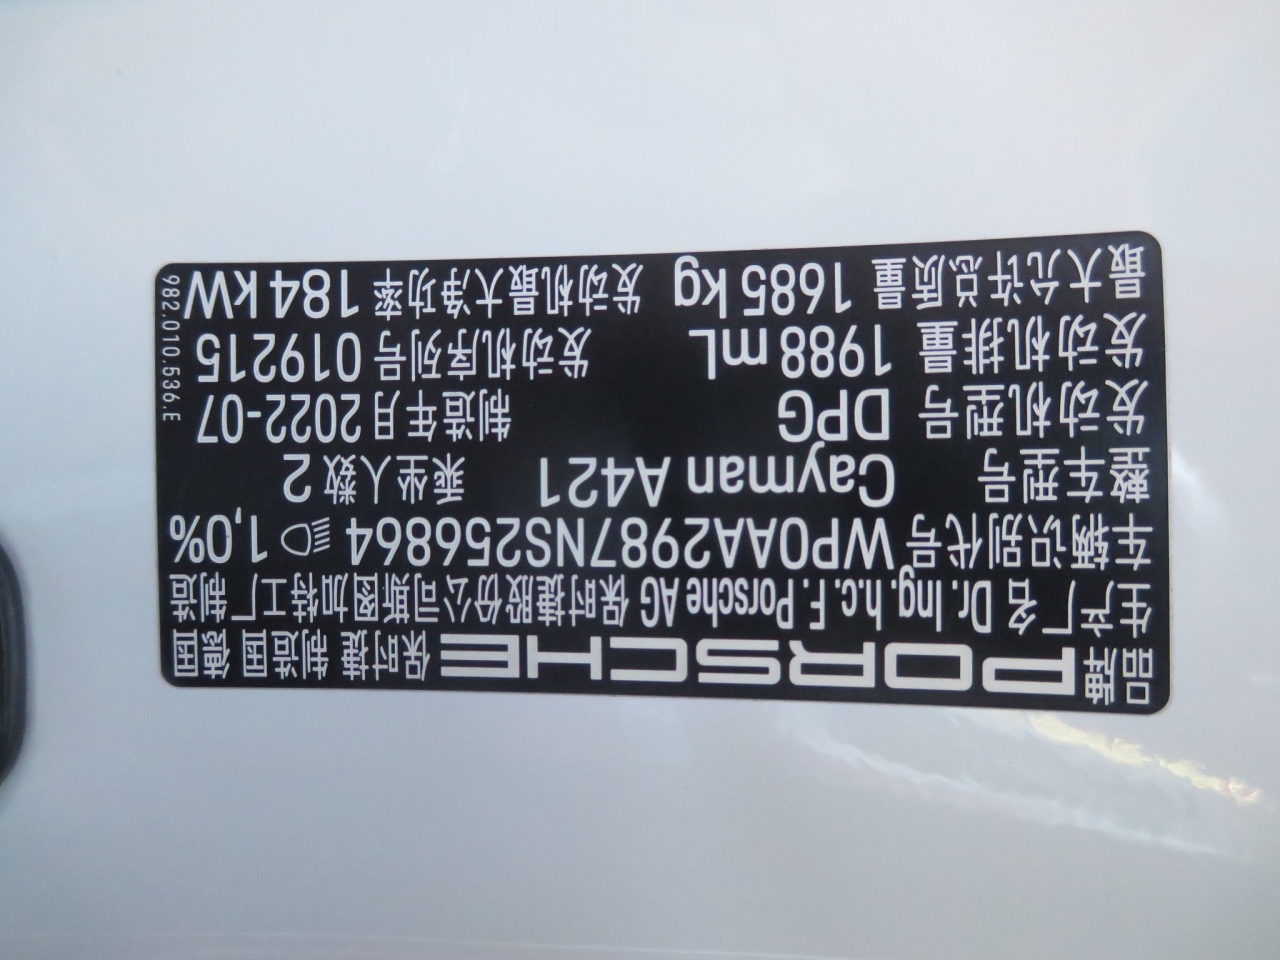 品牌 PORSCHE 保时捷 制造国 德国
生产厂名 Dr. Ing. h.c. F. Porsche AG 保时捷股份公司斯图加特工厂制造
车辆识别代号 WP0AA2987NS256864 1,0%
整车型号 Cayman A421 乘坐人数 2
发动机型号 DPG 制造年月 2022-07
发动机排量 1988 mL 发动机序列号 019215
最大允许总质量 1685 kg 发动机最大净功率 184 kW
982.010.536.E